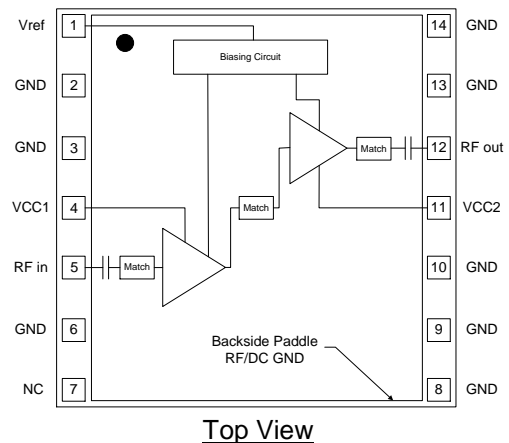 Vref 1 14 GND
Biasing Circuit
GND 2 13 GND
GND 3 Match 12 RF out
VCC1 4 Match 11 VCC2
RF in 5 Match 10 GND
GND 6 9 GND
Backside Paddle
RF/DC GND
NC 7 8 GND
Top View